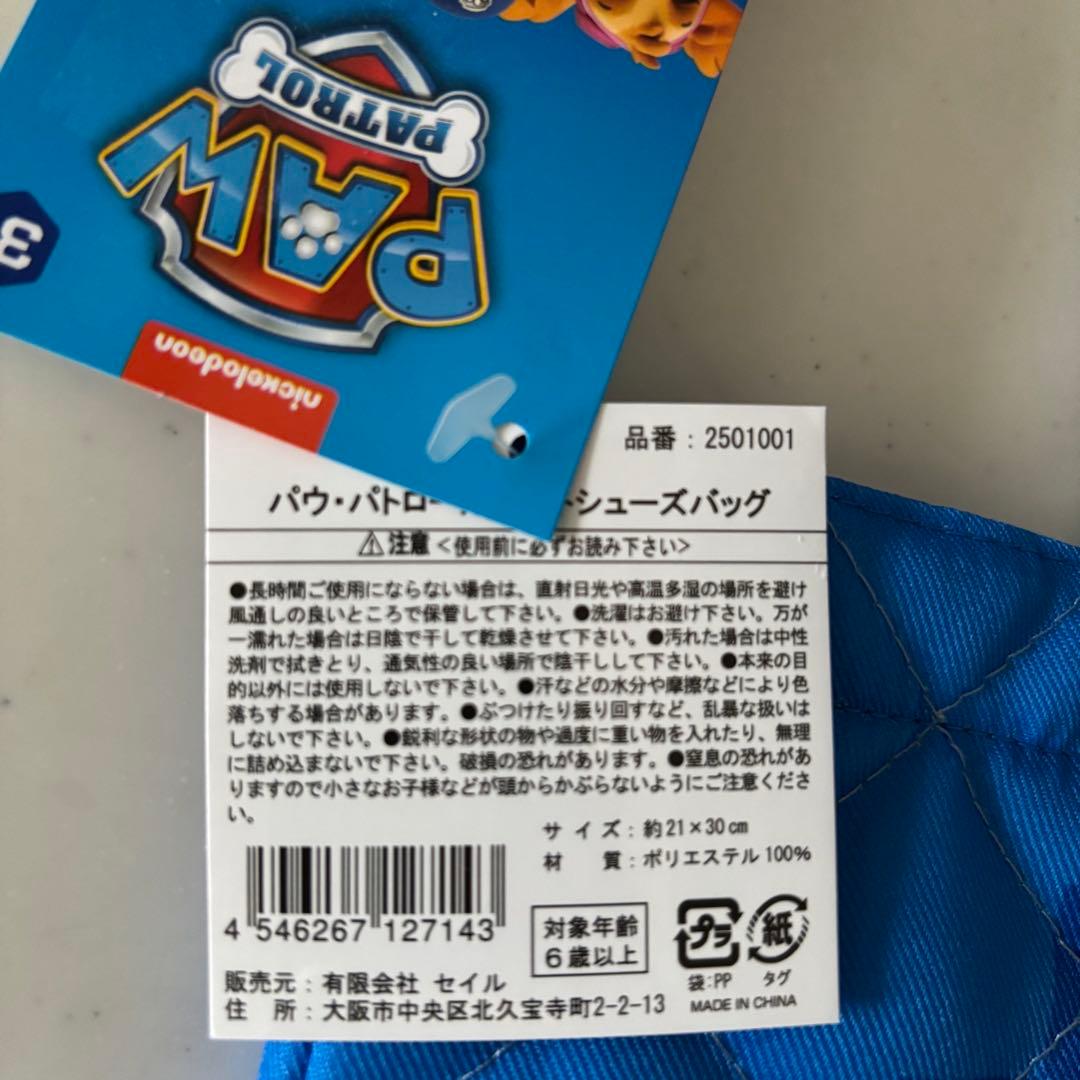 PAW
PATROL
nickelodeon
3
品番：2501001
パウ・パトロー トシューズバッグ
⚠注意＜使用前に必ずお読み下さい＞
●長時間ご使用にならない場合は、直射日光や高温多湿の場所を避け
風通しの良いところで保管して下さい。●洗濯はお避け下さい。万が
一濡れた場合は日陰で干して乾燥させて下さい。●汚れた場合は中性
洗剤で拭きとり、通気性の良い場所で陰干しして下さい。●本来の目
的以外には使用しないで下さい。●汗などの水分や摩擦などにより色
落ちする場合があります。●ぶつけたり振り回すなど、乱暴な扱いは
しないで下さい。●鋭利な形状の物や過度に重い物を入れたり、無理
に詰め込まないで下さい。破損の恐れがあります。●窒息の恐れがあ
りますので小さなお子様などが頭からかぶらないようにご注意くださ
い。
サイズ：約21×30㎝
材　質：ポリエステル100%
4 546267 127143
対象年齢
6歳以上
プラ
紙
袋:PP
タグ
MADE IN CHINA
販売元：有限会社 セイル
住　所：大阪市中央区北久宝寺町2-2-13